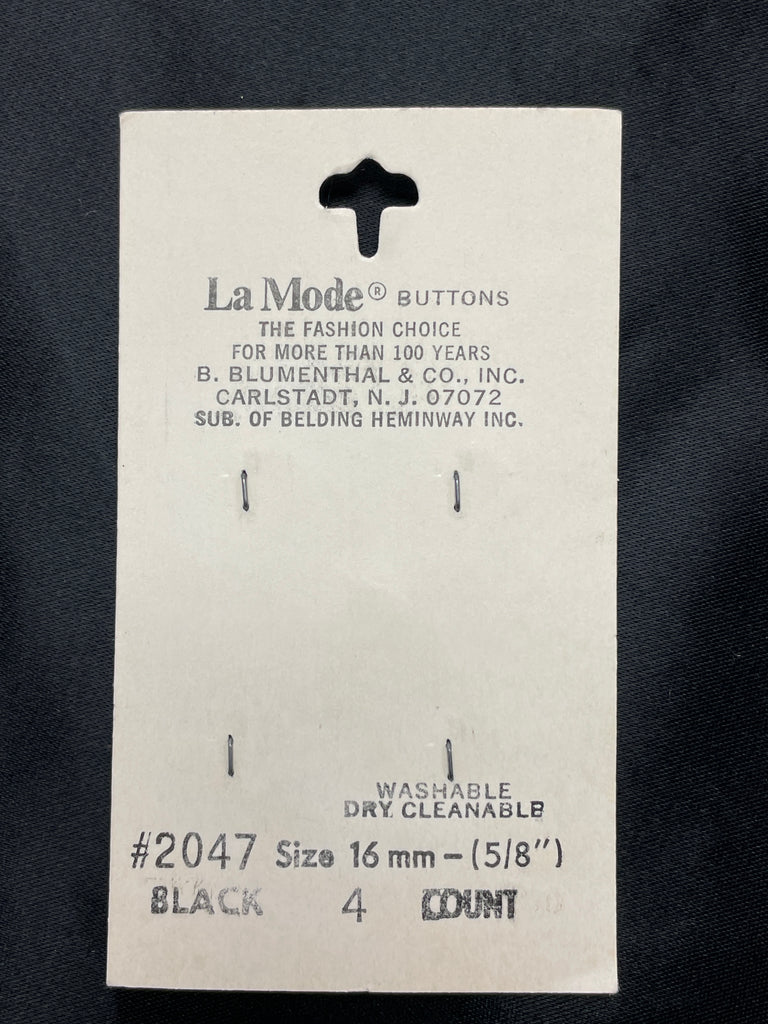 La Mode® BUTTONS
THE FASHION CHOICE
FOR MORE THAN 100 YEARS
B. BLUMENTHAL & CO., INC.
CARLSTADT, N. J. 07072
SUB. OF BELDING HEMINWAY INC.
WASHABLE
DRY CLEANABLE
#2047 Size 16 mm – (5/8")
BLACK 4 COUNT